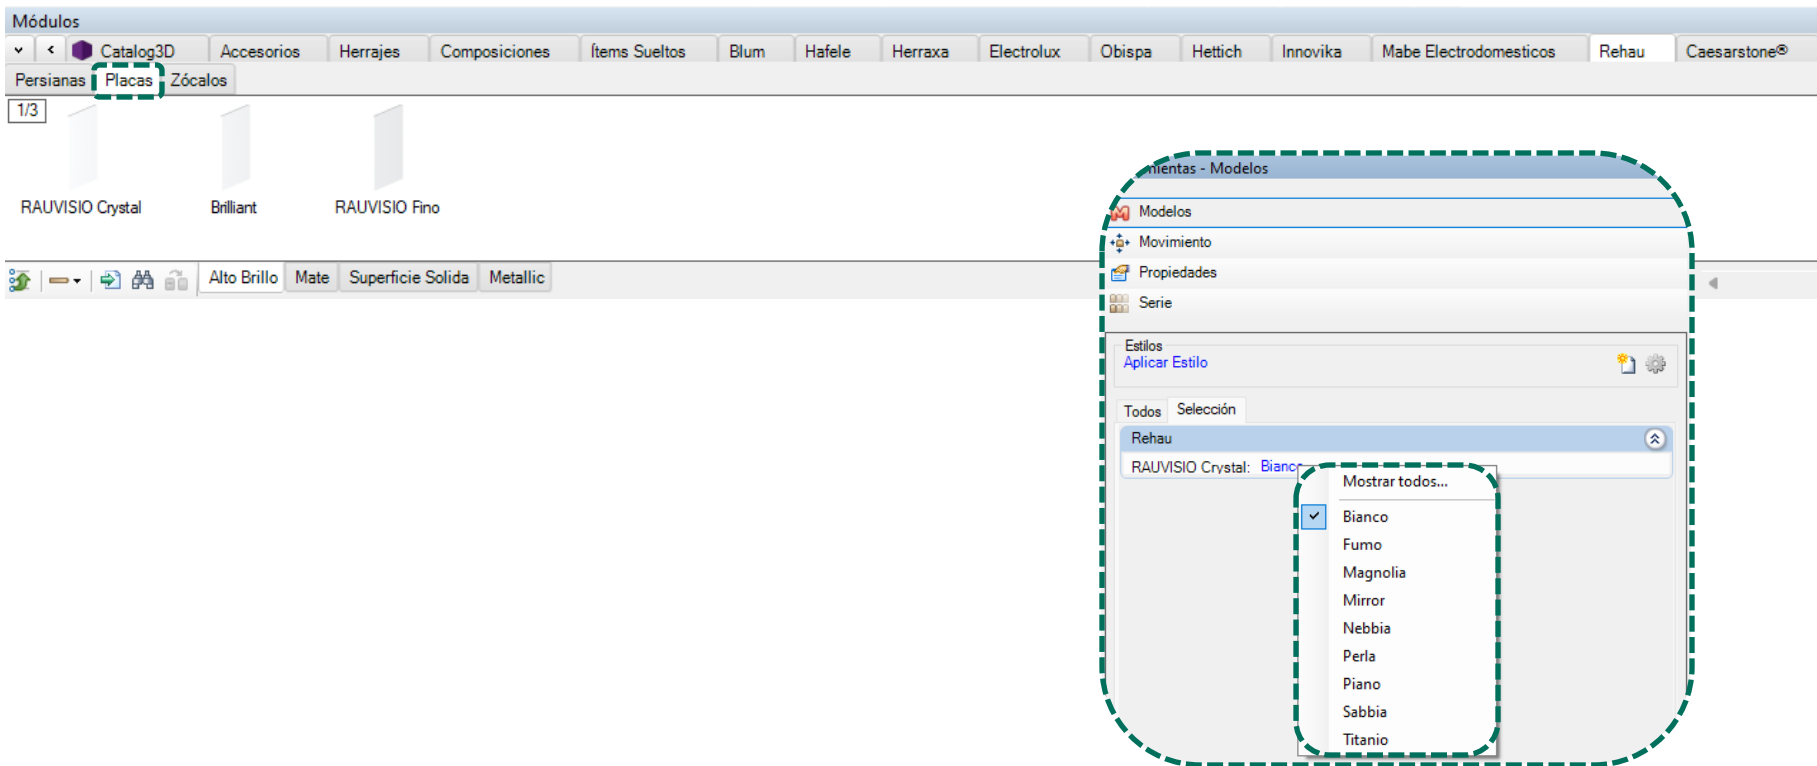 Módulos
Catalog3D Accesorios Herrajes Composiciones Ítems Sueltos Blum Hafele Herraxa Electrolux Obispa Hettich Innovika Mabe Electrodomesticos Rehau Caesarstone®
Persianas Placas Zócalos
1/3
RAUVISIO Crystal Brilliant RAUVISIO Fino
Alto Brillo Mate Superficie Solida Metallic
mientas - Modelos
Modelos
Movimiento
Propiedades
Serie
Estilos
Aplicar Estilo
Todos Selección
Rehau
RAUVISIO Crystal: Bianco
Mostrar todos...
Bianco
Fumo
Magnolia
Mirror
Nebbia
Perla
Piano
Sabbia
Titanio